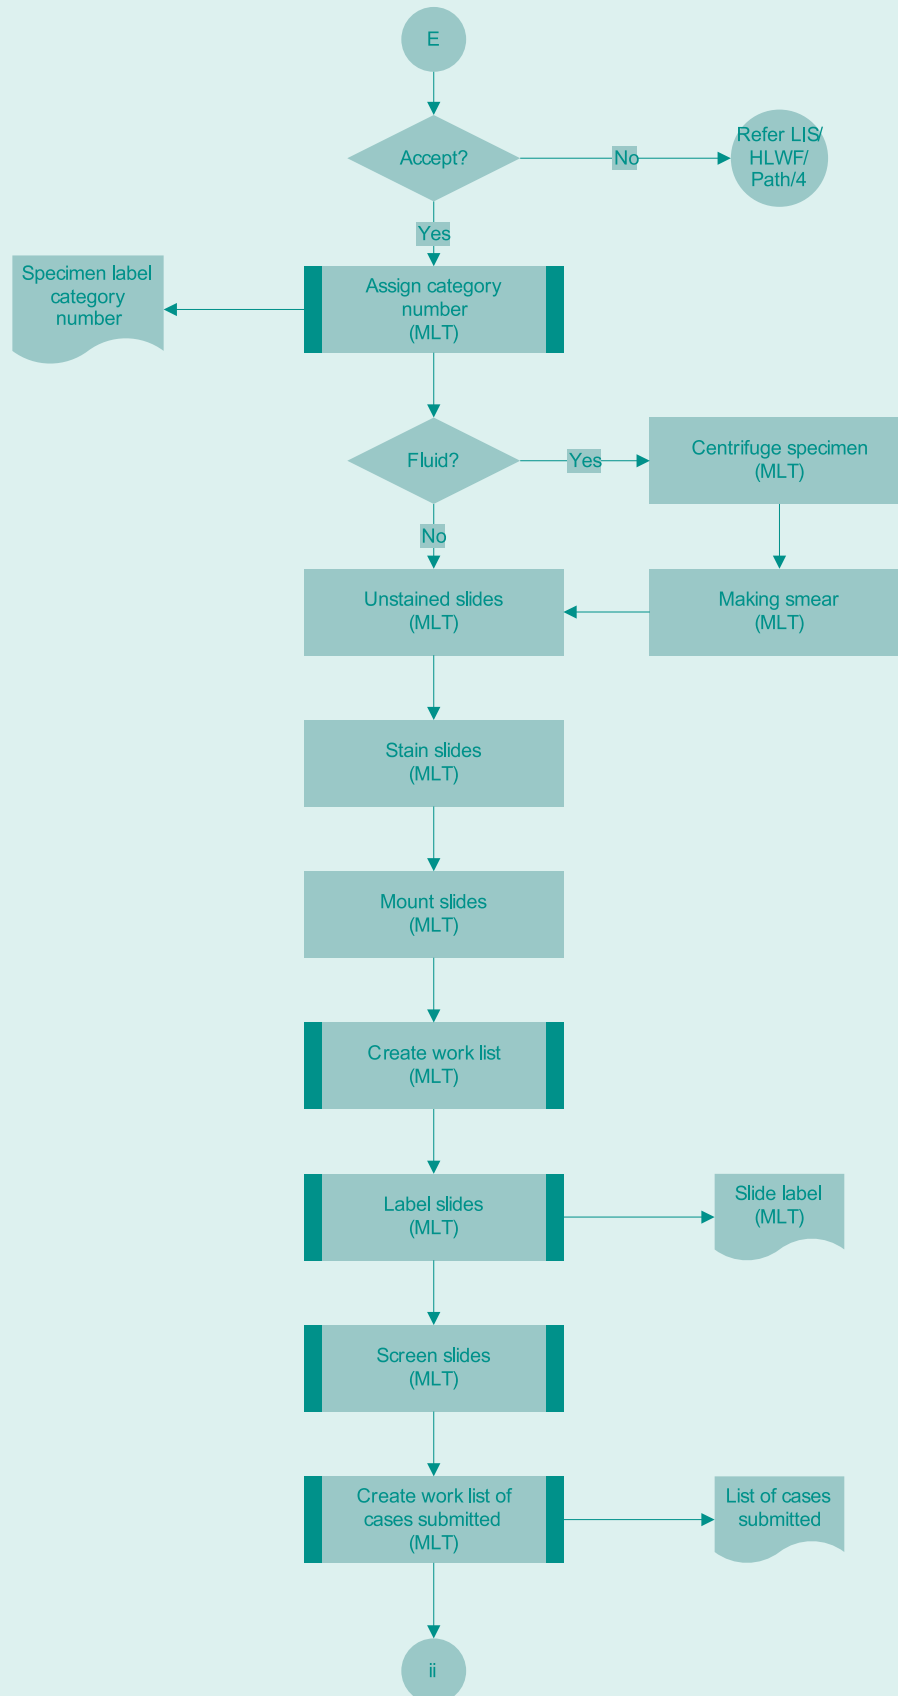 E
Accept?
No
Refer LIS/
HLWF/
Path/4
Yes
Specimen label
category
number
Assign category
number
(MLT)
Fluid?
Yes
Centrifuge specimen
(MLT)
No
Unstained slides
(MLT)
Making smear
(MLT)
Stain slides
(MLT)
Mount slides
(MLT)
Create work list
(MLT)
Label slides
(MLT)
Slide label
(MLT)
Screen slides
(MLT)
Create work list of
cases submitted
(MLT)
List of cases
submitted
ii